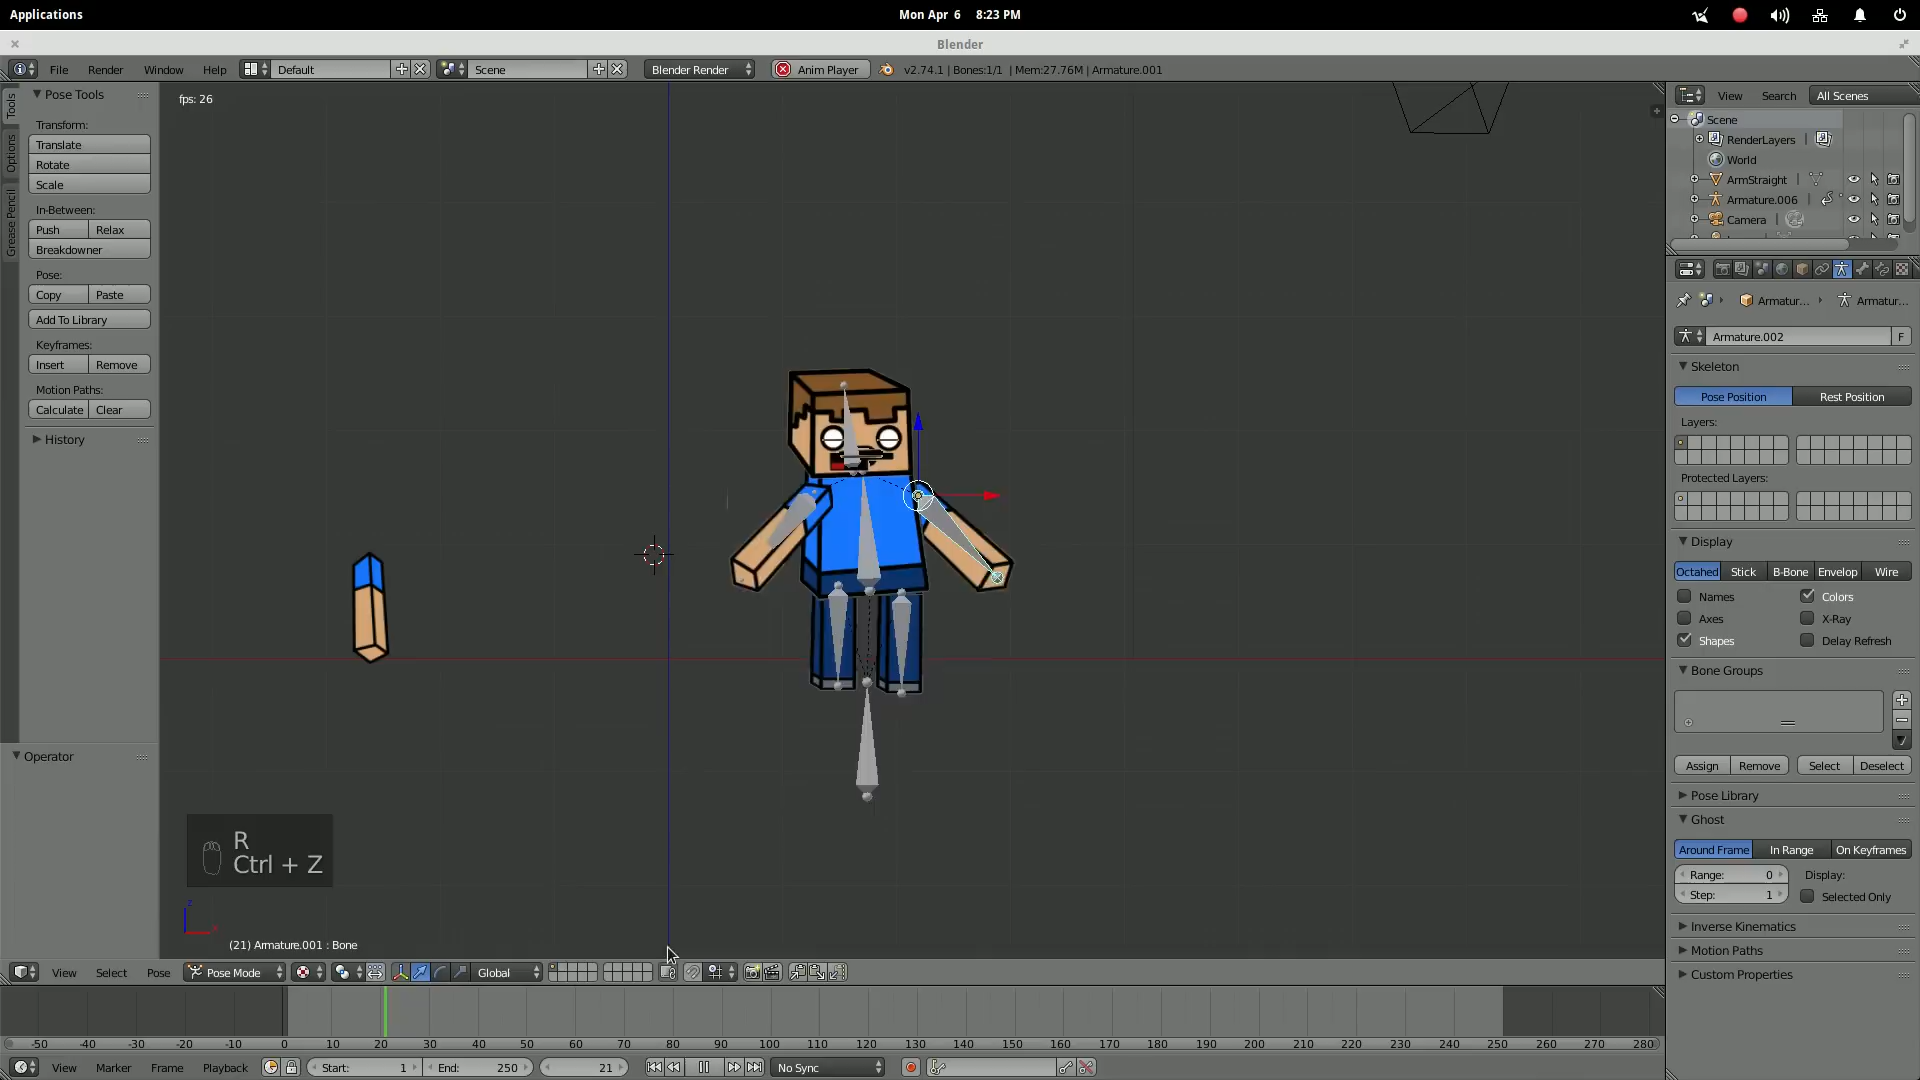 Applications
Mon Apr 6 8:23 PM
Blender
File Render Window Help Default Scene Blender Render Anim Player v2.74.1 | Bones:1/1 | Mem:27.76M | Armature.001
Tools
Options
Grease Pencil
Pose Tools
Transform:
Translate
Rotate
Scale
In-Between:
Push Relax
Breakdowner
Pose:
Copy Paste
Add To Library
Keyframes:
Insert Remove
Motion Paths:
Calculate Clear
History
Operator
fps: 26
R
Ctrl + Z
z
x
(21) Armature.001 : Bone
View Select Pose Pose Mode Global
-50 -40 -30 -20 -10 0 10 20 30 40 50 60 70 80 90 100 110 120 130 140 150 160 170 180 190 200 210 220 230 240 250 260 270 280
View Marker Frame Playback Start: 1 End: 250 21 No Sync
View Search All Scenes
Scene
RenderLayers
World
ArmStraight
Armature.006
Camera
Armatur... Armatur...
Armature.002 F
Skeleton
Pose Position Rest Position
Layers:
Protected Layers:
Display
Octahed Stick B-Bone Envelop Wire
Names Colors
Axes X-Ray
Shapes Delay Refresh
Bone Groups
Assign Remove Select Deselect
Pose Library
Ghost
Around Frame In Range On Keyframes
Range: 0 Display:
Step: 1 Selected Only
Inverse Kinematics
Motion Paths
Custom Properties